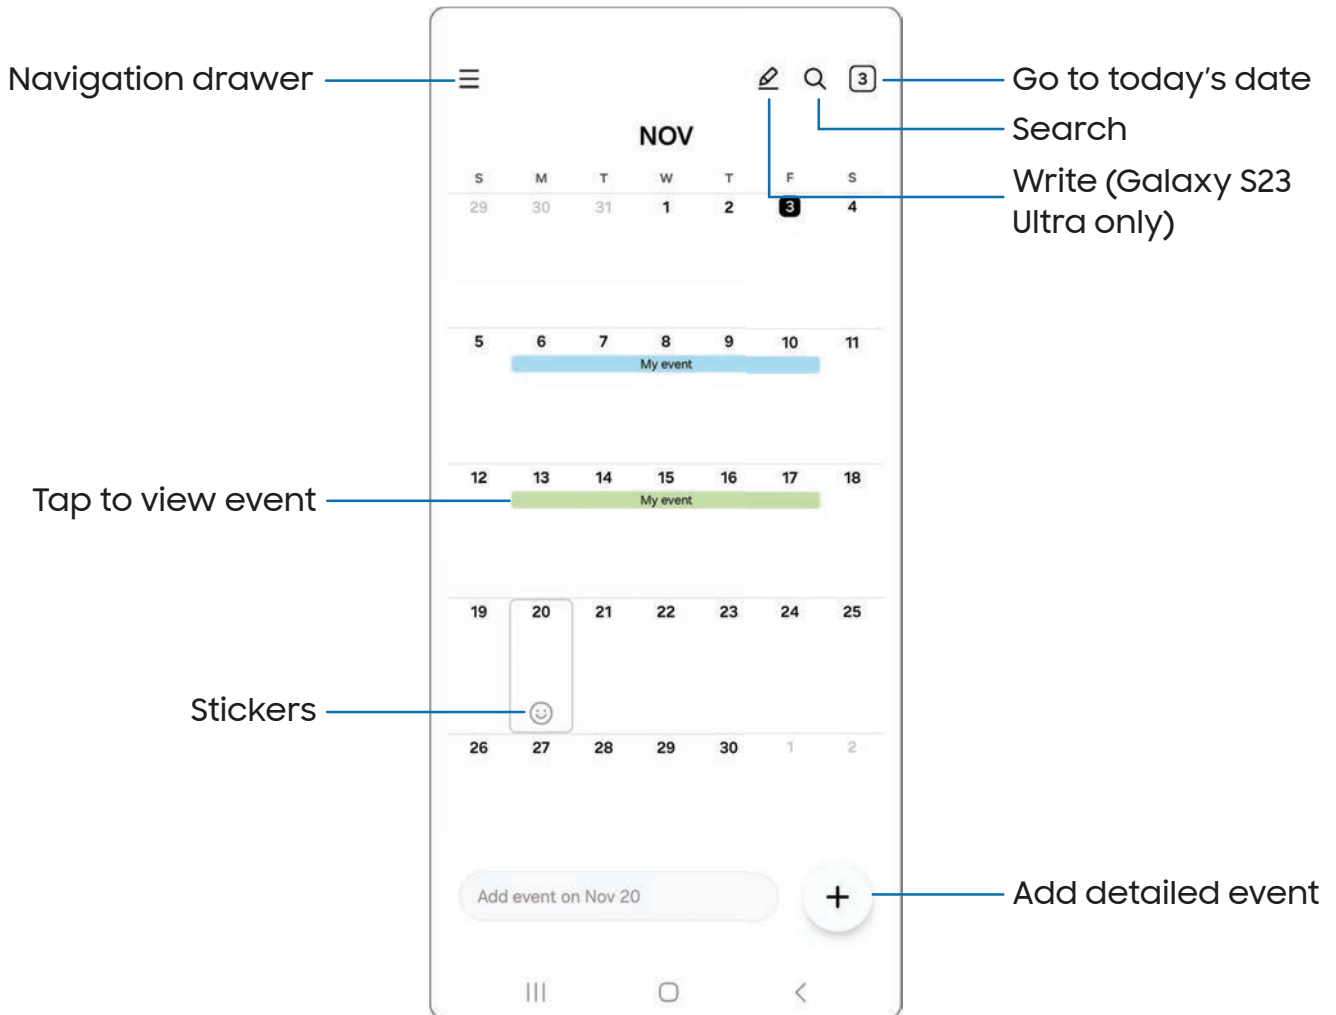 Navigation drawer
3
Go to today's date
Search
Write (Galaxy S23
Ultra only)
NOV
S M T W T F S
29 30 31 1 2 3 4
5 6 7 8 9 10 11
My event
12 13 14 15 16 17 18
Tap to view event
My event
19 20 21 22 23 24 25
Stickers
26 27 28 29 30 1 2
Add event on Nov 20
+
Add detailed event